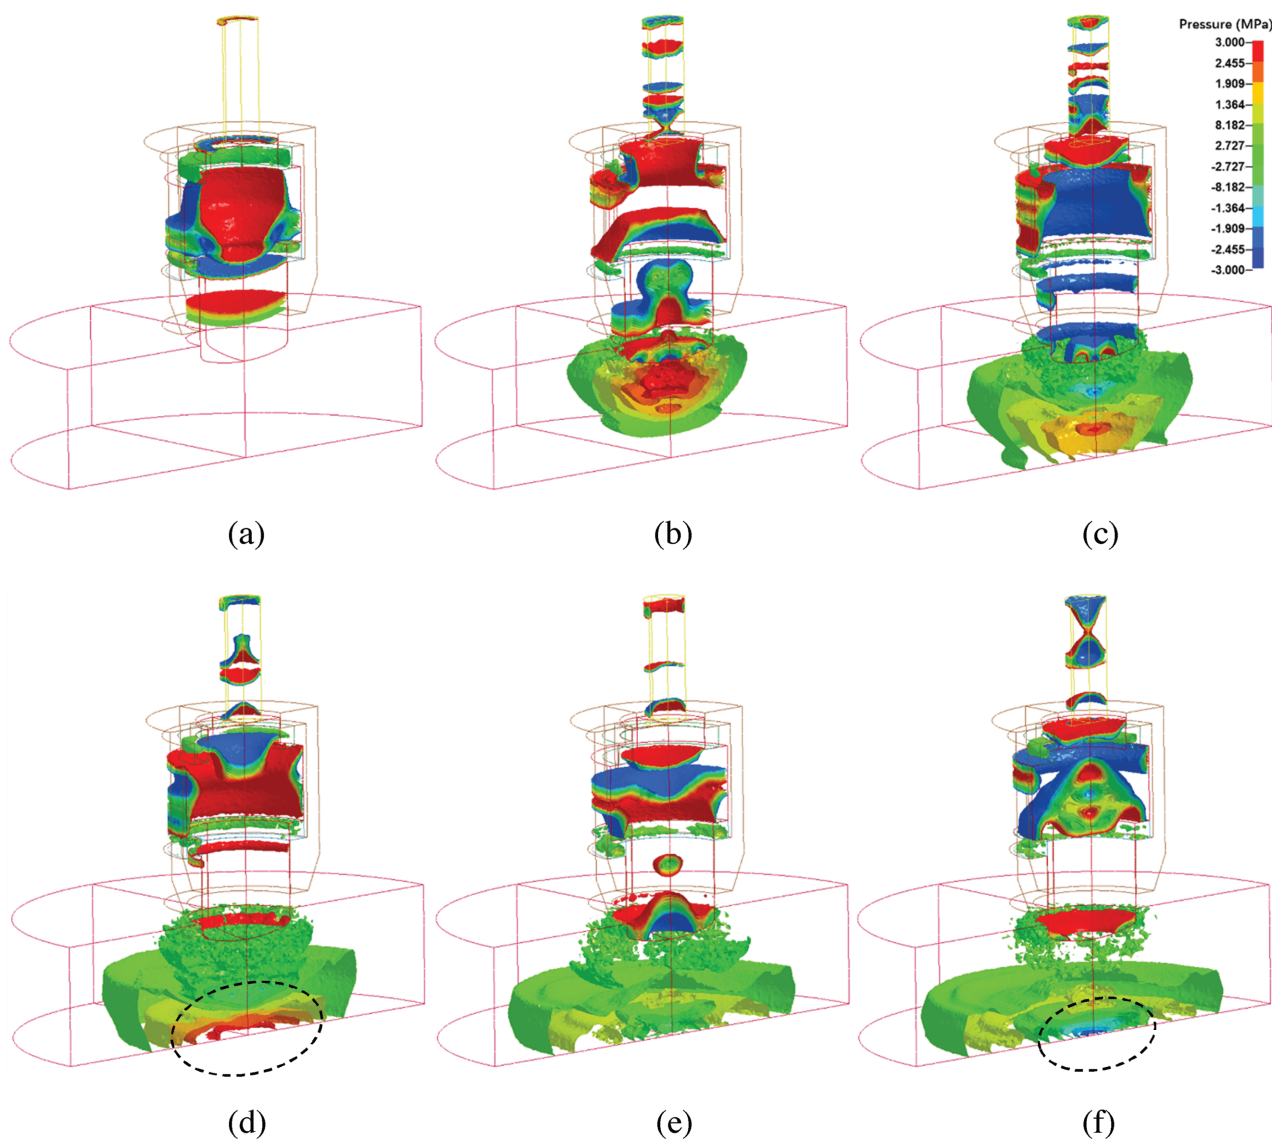 Pressure (MPa)
3.000
2.455
1.909
1.364
8.182
2.727
-2.727
-8.182
-1.364
-1.909
-2.455
-3.000
(a)
(b)
(c)
(d)
(e)
(f)